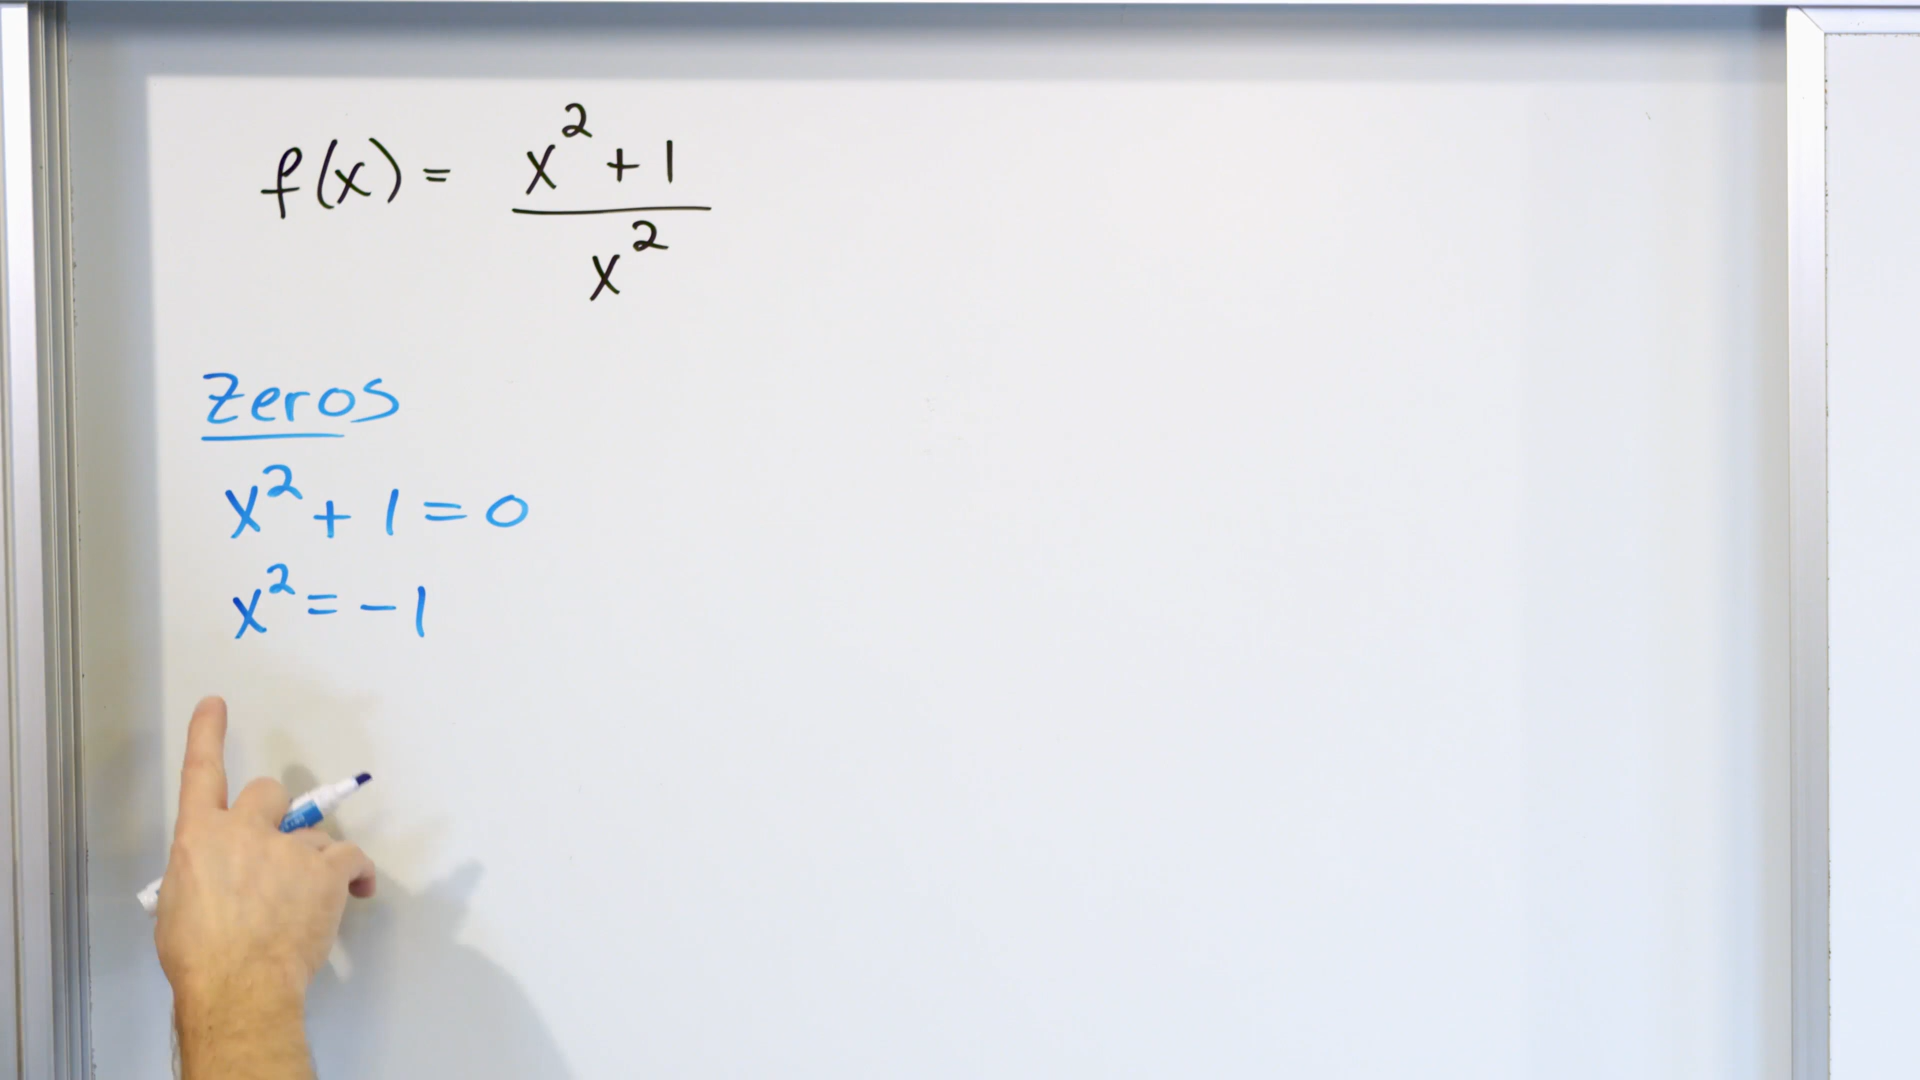 f(x) = x² + 1
x²
Zeros
x² + 1 = 0
x² = -1